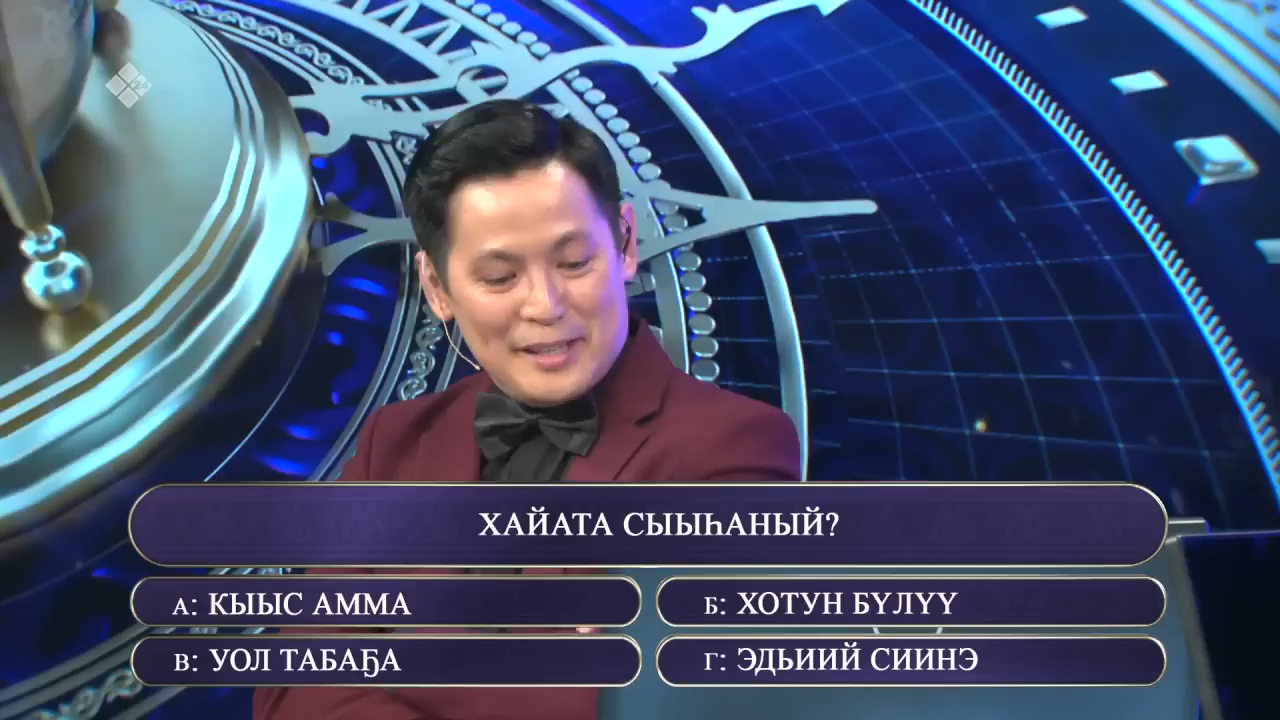 ХАЙАТА СЫЫҺАНЫЙ?
А: КЫЫС АММА
Б: ХОТУН БҮЛҮҮ
В: УОЛ ТАБАҔА
Г: ЭДЬИИЙ СИИНЭ